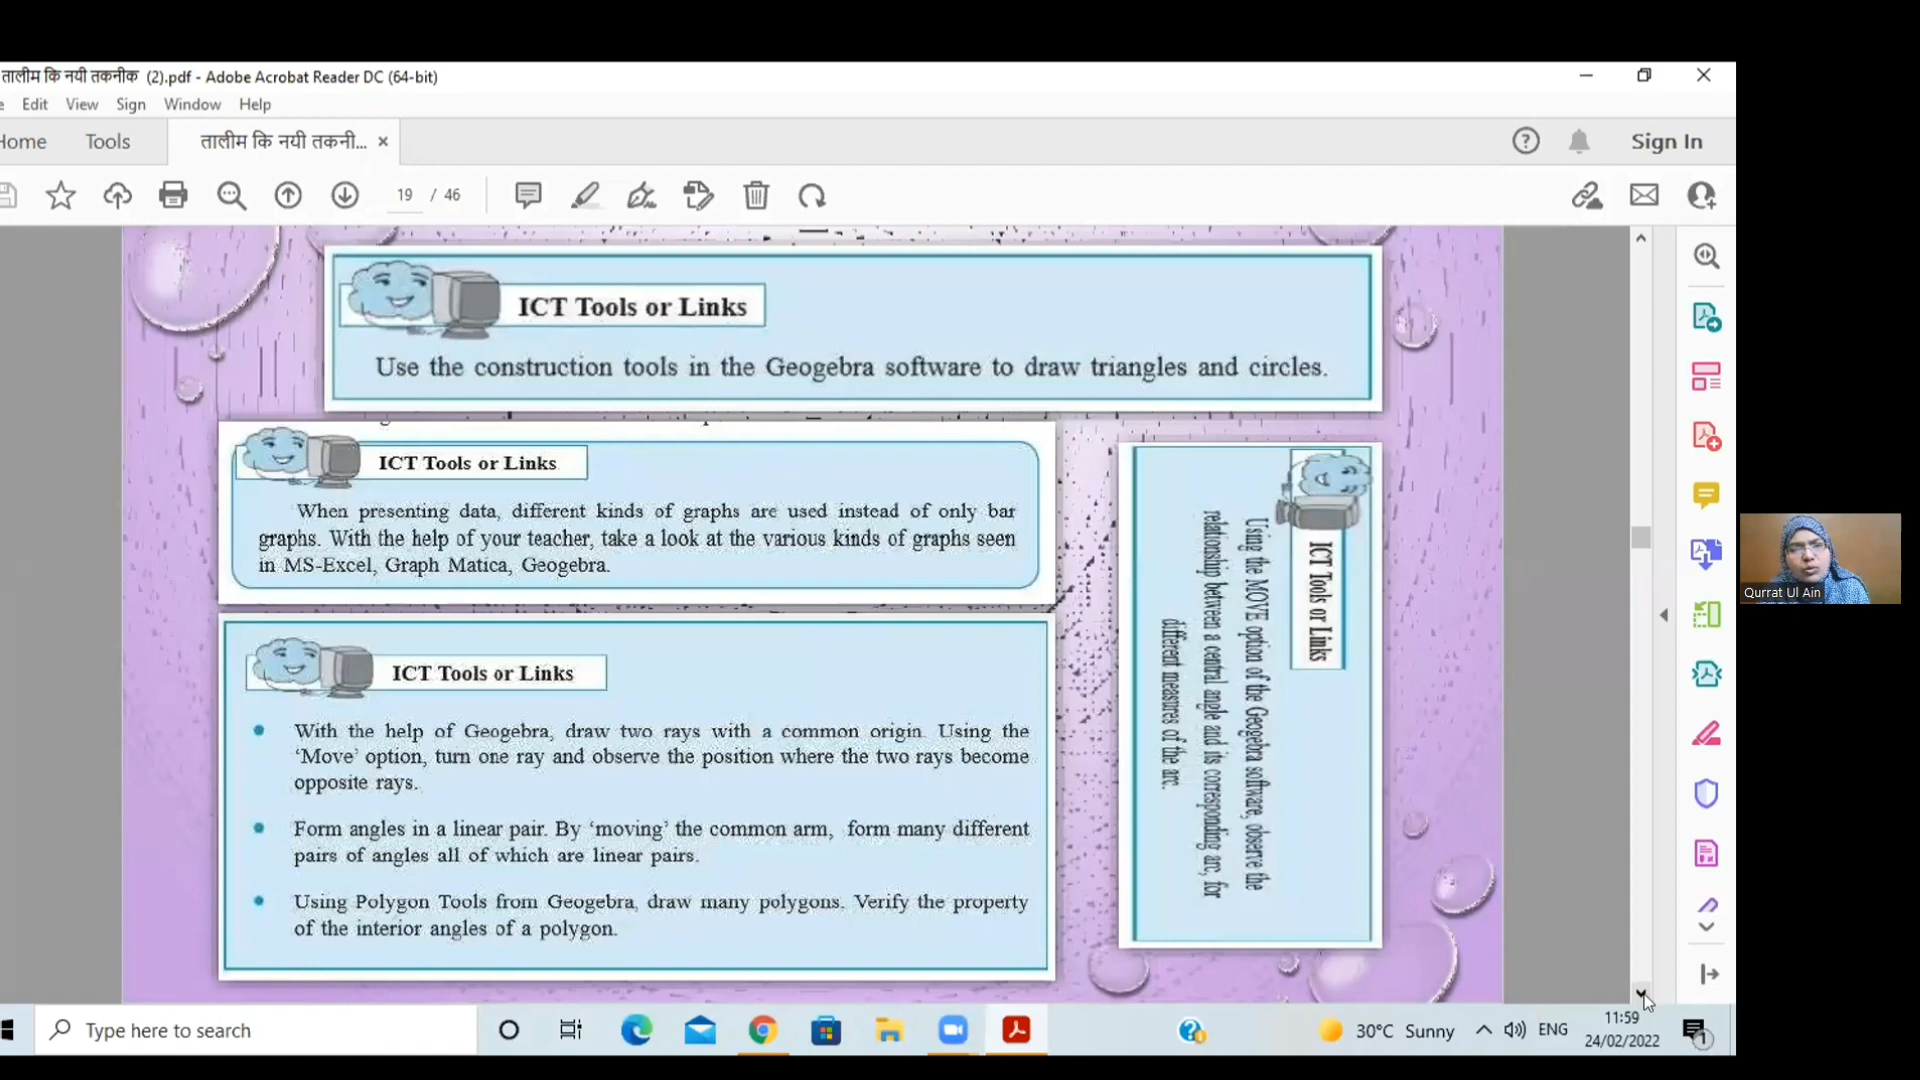 तालीम कि नयी तकनीक (2).pdf - Adobe Acrobat Reader DC (64-bit)
Edit View Sign Window Help
Home Tools तालीम कि नयी तकनी... × Sign In
19 / 46
ICT Tools or Links
Use the construction tools in the Geogebra software to draw triangles and circles.
ICT Tools or Links
When presenting data, different kinds of graphs are used instead of only bar
graphs. With the help of your teacher, take a look at the various kinds of graphs seen
in MS-Excel, Graph Matica, Geogebra.
ICT Tools or Links
With the help of Geogebra, draw two rays with a common origin. Using the
‘Move’ option, turn one ray and observe the position where the two rays become
opposite rays.
Form angles in a linear pair. By ‘moving’ the common arm, form many different
pairs of angles all of which are linear pairs.
Using Polygon Tools from Geogebra, draw many polygons. Verify the property
of the interior angles of a polygon.
ICT Tools or Links
Using the MOVE option of the Geogebra software, observe the
relationship between a central angle and its corresponding arc, for
different measures of the arc.
Qurrat Ul Ain
Type here to search
30°C Sunny
ENG
11:59
24/02/2022
1